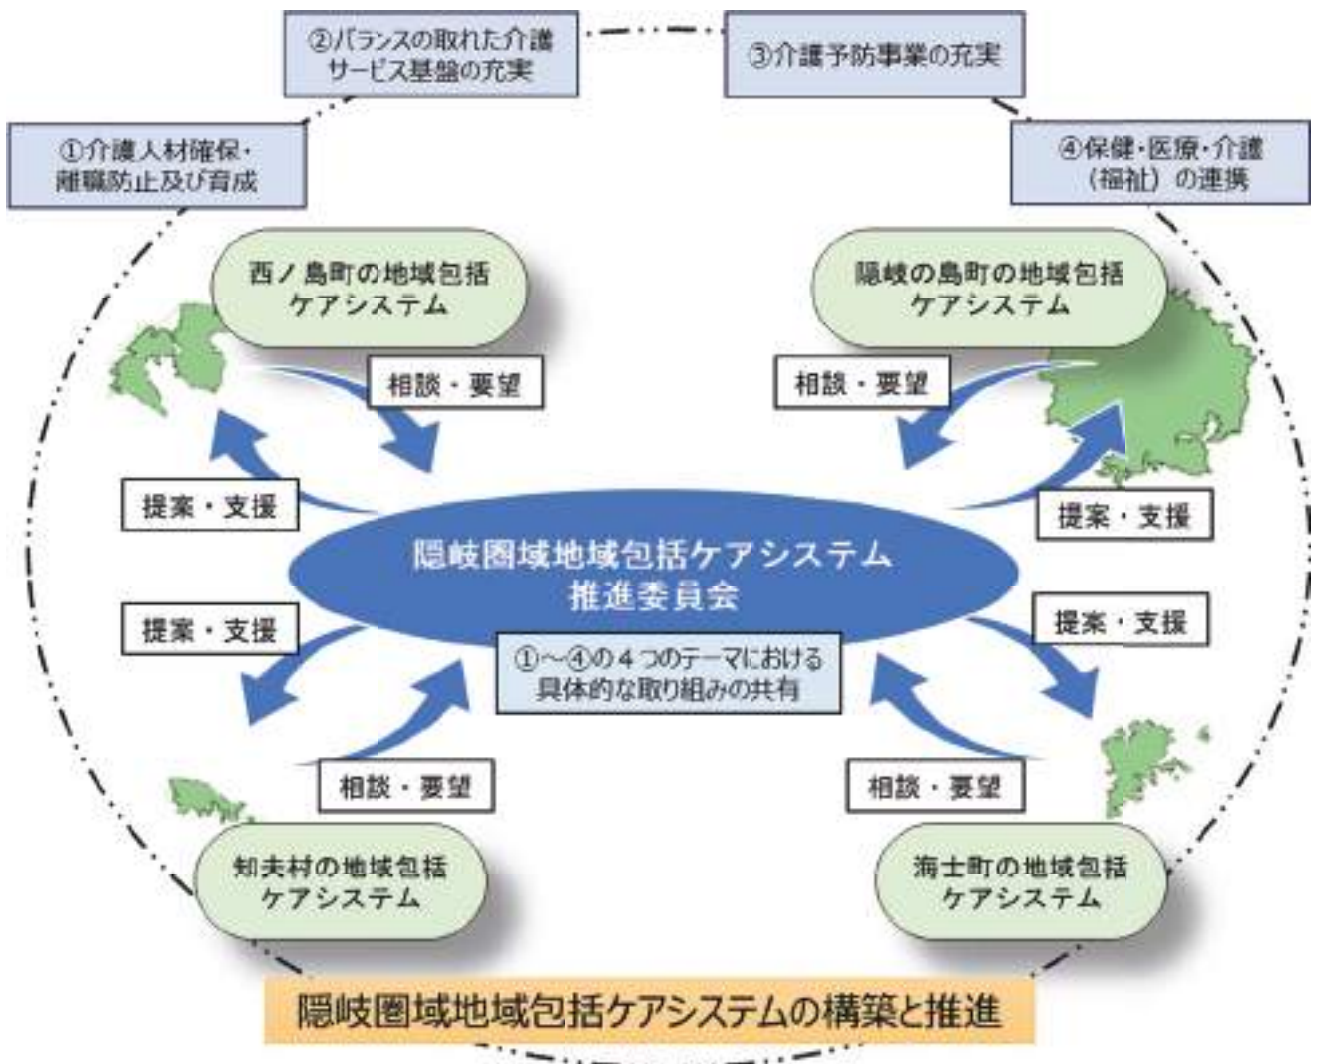 ②バランスの取れた介護
サービス基盤の充実
③介護予防事業の充実
①介護人材確保・
離職防止及び育成
④保健・医療・介護
（福祉）の連携
西ノ島町の地域包括
ケアシステム
隠岐の島町の地域包括
ケアシステム
相談・要望
相談・要望
提案・支援
提案・支援
隠岐圏域地域包括ケアシステム
推進委員会
提案・支援
提案・支援
①～④の４つのテーマにおける
具体的な取り組みの共有
相談・要望
相談・要望
知夫村の地域包括
ケアシステム
海士町の地域包括
ケアシステム
隠岐圏域地域包括ケアシステムの構築と推進